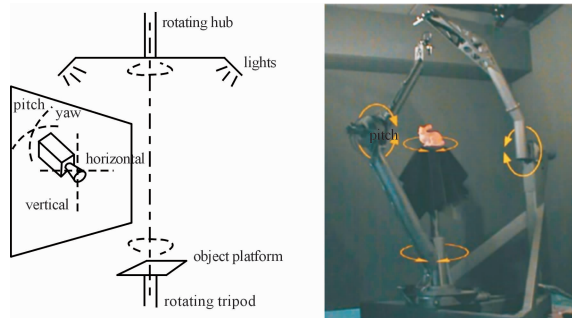 rotating hub
lights
pitch
yaw
horizontal
vertical
object platform
rotating tripod
pitch